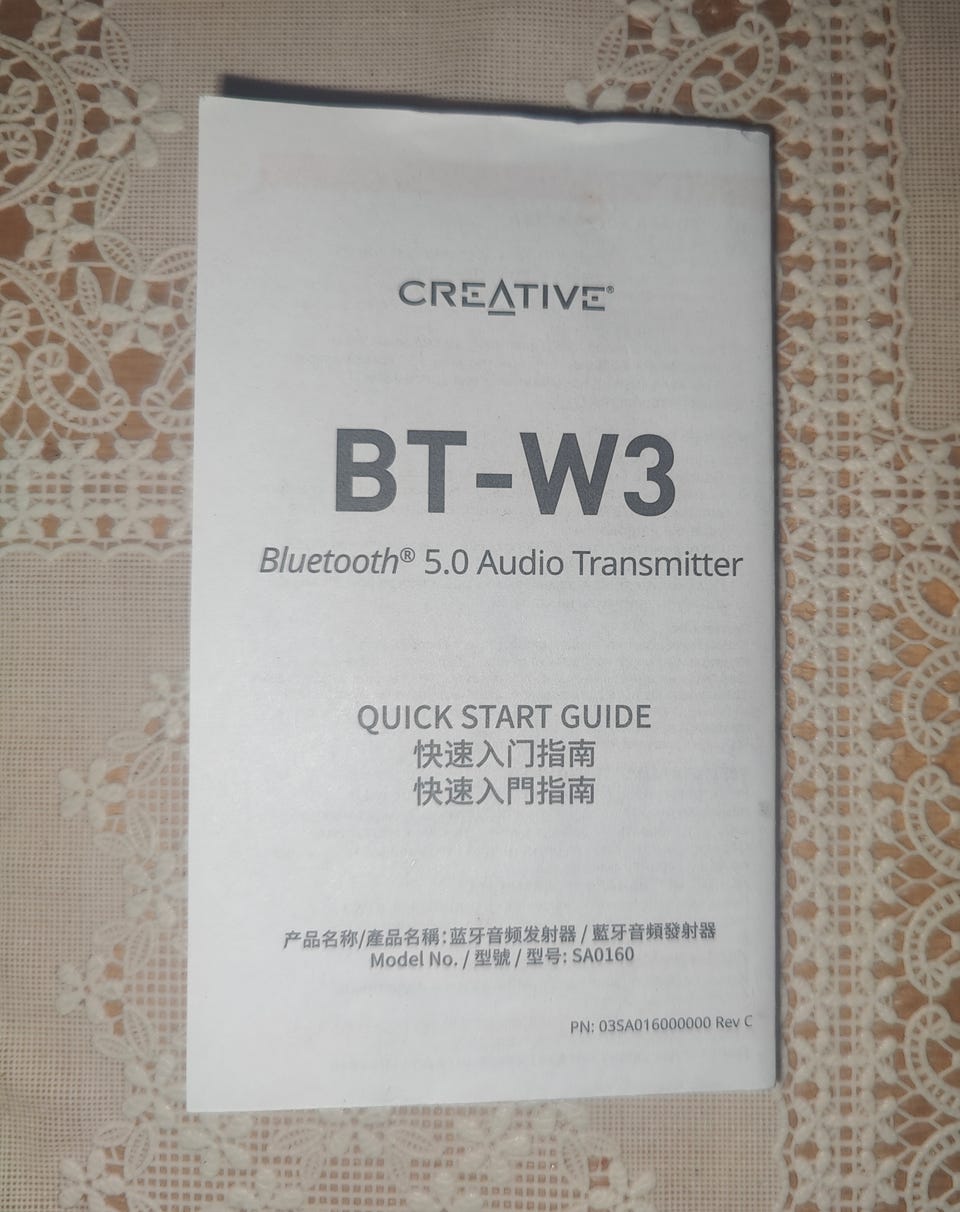 CREATIVE®
BT-W3
Bluetooth® 5.0 Audio Transmitter
QUICK START GUIDE
快速入门指南
快速入門指南
产品名称/產品名稱：蓝牙音频发射器 / 藍牙音頻發射器
Model No. / 型號 / 型号: SA0160
PN: 03SA016000000 Rev C